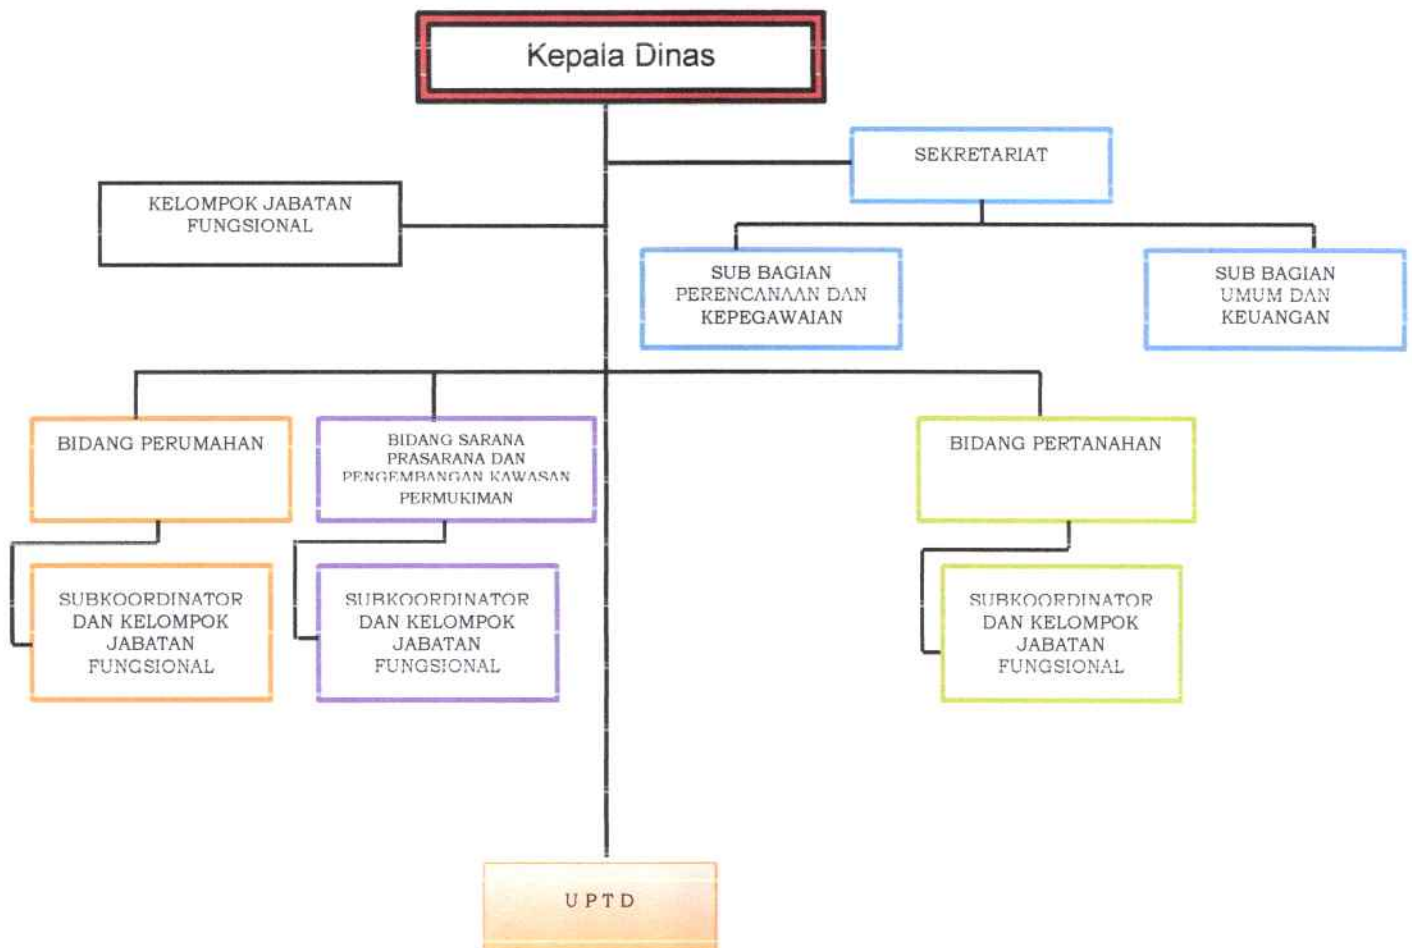 Kepala Dinas
SEKRETARIAT
KELOMPOK JABATAN
FUNGSIONAL
SUB BAGIAN
PERENCANAAN DAN
KEPEGAWAIAN
SUB BAGIAN
UMUM DAN
KEUANGAN
BIDANG PERUMAHAN
BIDANG SARANA
PRASARANA DAN
PENGEMBANGAN KAWASAN
PERMUKIMAN
BIDANG PERTANAHAN
SUBKOORDINATOR
DAN KELOMPOK
JABATAN
FUNGSIONAL
SUBKOORDINATOR
DAN KELOMPOK
JABATAN
FUNGSIONAL
SUBKOORDINATOR
DAN KELOMPOK
JABATAN
FUNGSIONAL
U P T D